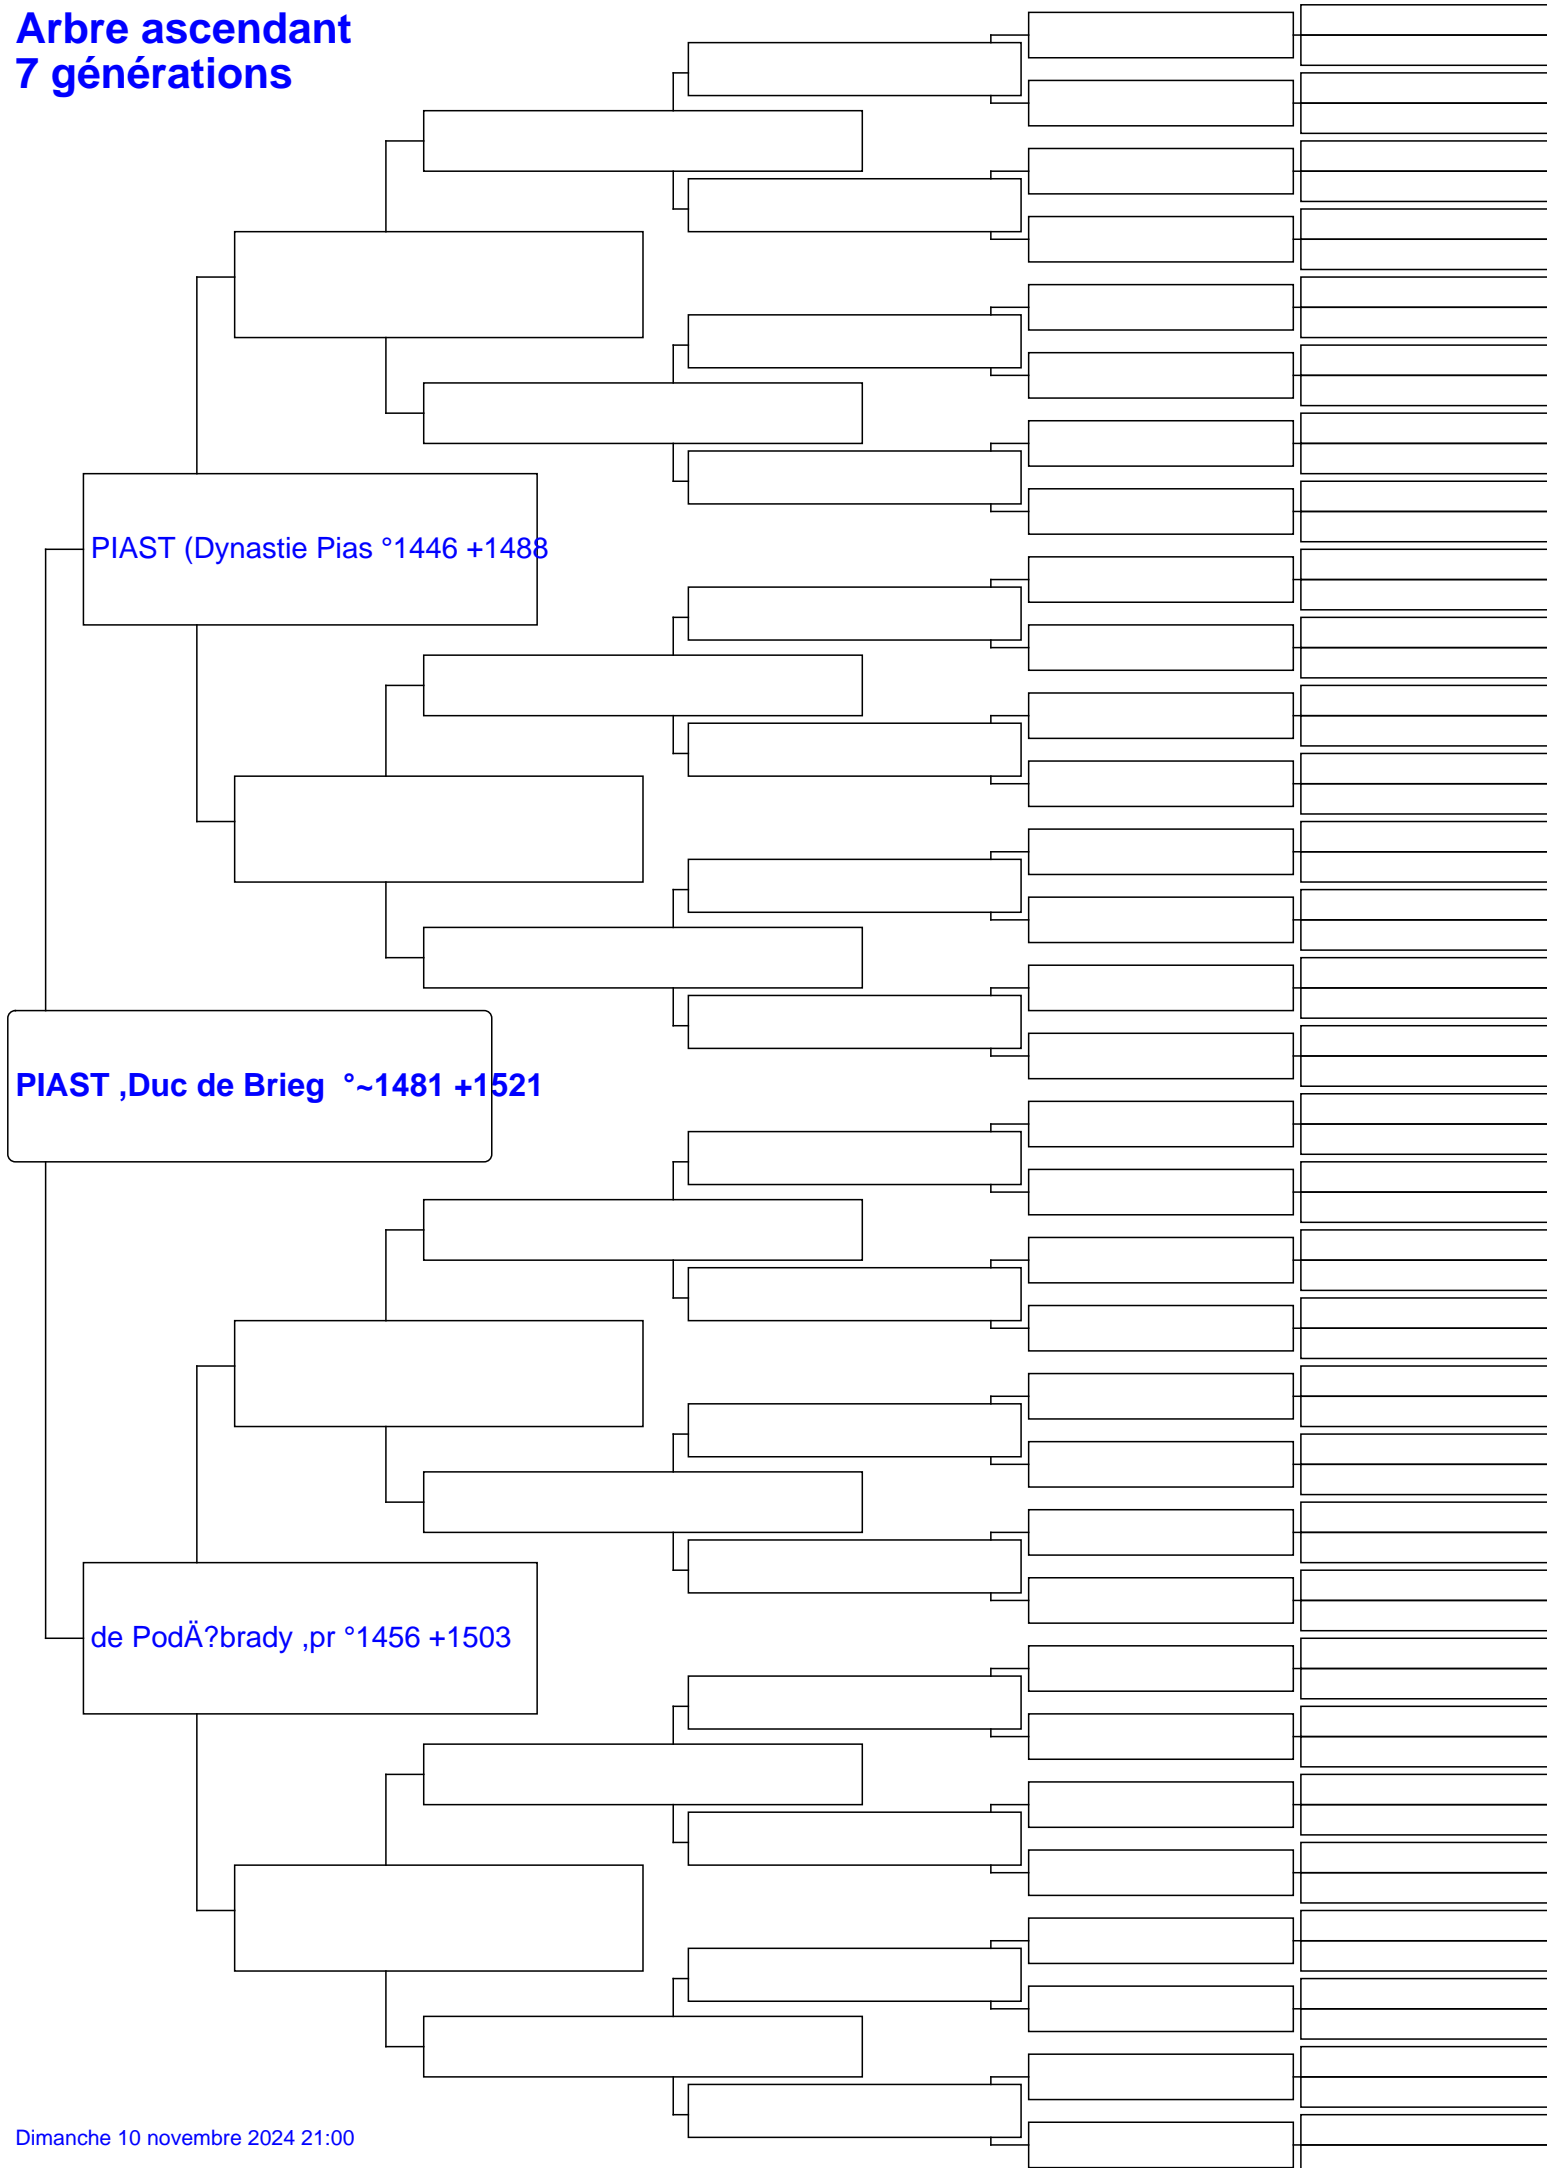 Arbre ascendant
7 générations
PIAST (Dynastie Pias °1446 +1488
PIAST ,Duc de Brieg °~1481 +1521
de PodÄ?brady ,pr °1456 +1503
Dimanche 10 novembre 2024 21:00